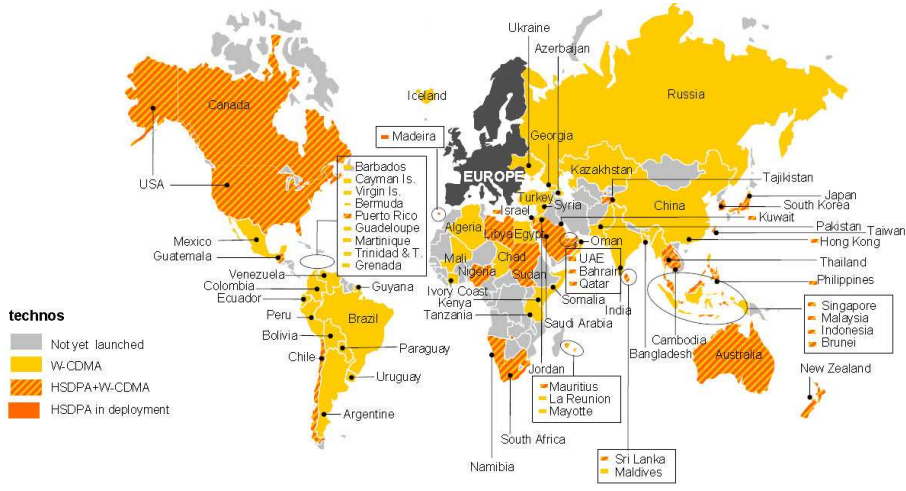 Ukraine
Azerbaijan
Iceland
Russia
Canada
Madeira
Georgia
Kazakhstan
EUROPE
Tajikistan
USA
Barbados
Cayman Is.
Virgin Is.
Bermuda
Puerto Rico
Guadeloupe
Martinique
Trinidad & T.
Grenada
Turkey
Syria
China
Japan
South Korea
Israel
Kuwait
Algeria
Libya
Egypt
Pakistan
Taiwan
Mexico
Oman
Hong Kong
Guatemala
Mali
Chad
UAE
Bahrain
Qatar
Thailand
Venezuela
Nigeria
Sudan
Philippines
Colombia
Guyana
Ivory Coast
Somalia
Ecuador
Kenya
India
Tanzania
Singapore
Malaysia
Indonesia
Brunei
Peru
Brazil
Saudi Arabia
Cambodia
technos
Bolivia
Bangladesh
Not yet launched
Paraguay
Australia
Chile
W-CDMA
Jordan
New Zealand
Uruguay
Mauritius
La Reunion
Mayotte
HSDPA+W-CDMA
HSDPA in deployment
Argentine
South Africa
Namibia
Sri Lanka
Maldives